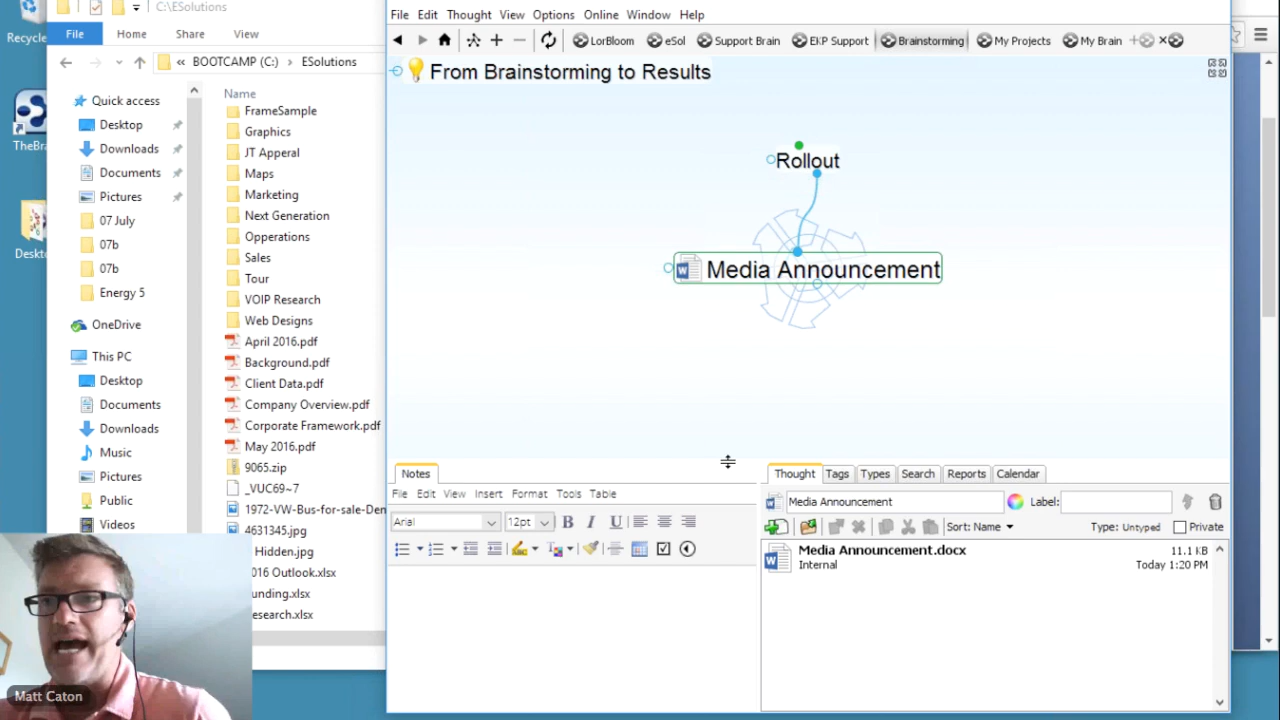 Recycle
TheBra
Deskto
C:\ESolutions
File Home Share View
« BOOTCAMP (C:) › ESolutions
Quick access
Desktop
Downloads
Documents
Pictures
07 July
07b
07b
Energy 5
OneDrive
This PC
Desktop
Documents
Downloads
Music
Pictures
Public
Videos
Name
FrameSample
Graphics
JT Apperal
Maps
Marketing
Next Generation
Opperations
Sales
Tour
VOIP Research
Web Designs
April 2016.pdf
Background.pdf
Client Data.pdf
Company Overview.pdf
Corporate Framework.pdf
May 2016.pdf
9065.zip
_VUC69~7
1972-VW-Bus-for-sale-Den
4631345.jpg
Hidden.jpg
016 Outlook.xlsx
unding.xlsx
esearch.xlsx
Matt Caton
File Edit Thought View Options Online Window Help
LorBloom eSol Support Brain EKP Support Brainstorming My Projects My Brain
From Brainstorming to Results
Rollout
Media Announcement
Notes
File Edit View Insert Format Tools Table
Arial 12pt B I U
Thought Tags Types Search Reports Calendar
Media Announcement Label:
Sort: Name Type: Untyped Private
Media Announcement.docx 11.1 KB
Internal Today 1:20 PM